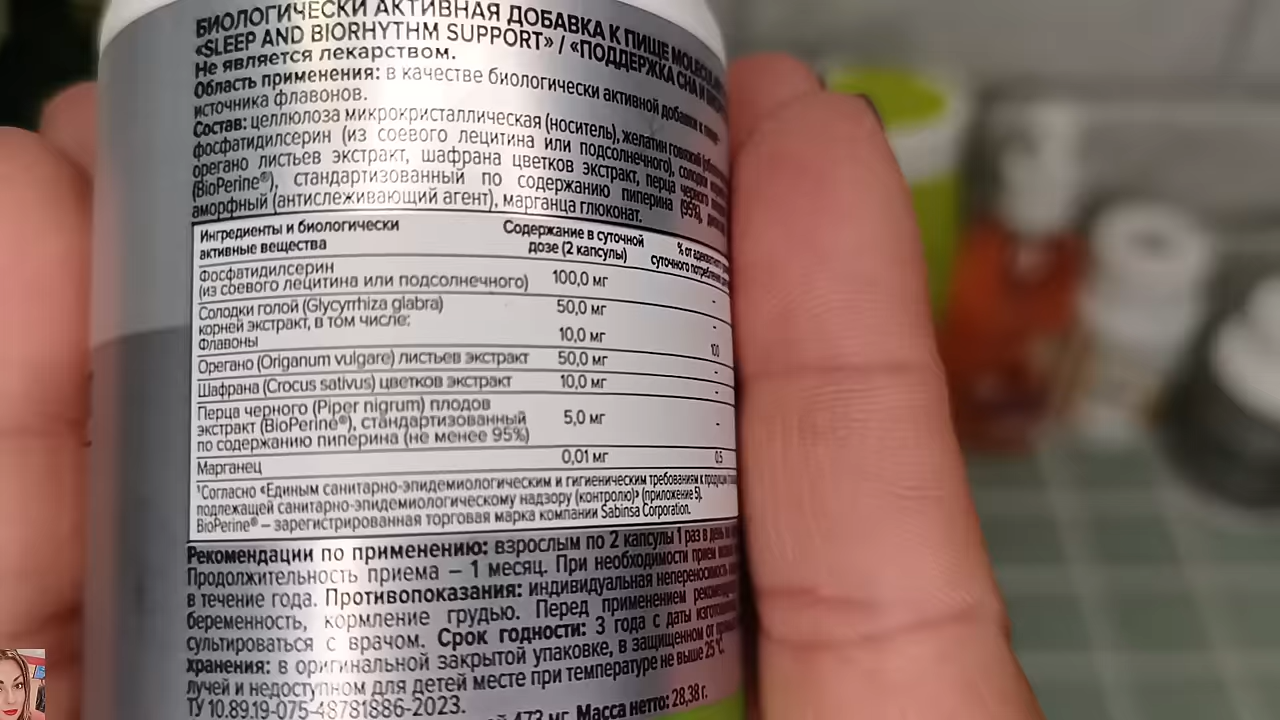 БИОЛОГИЧЕСКИ АКТИВНАЯ ДОБАВКА К ПИЩЕ
«SLEEP AND BIORHYTHM SUPPORT» / «ПОДДЕРЖКА СНА И
Не является лекарством.
Область применения: в качестве биологически активной добавки к пище-
источника флавонов.
Состав: целлюлоза микрокристаллическая (носитель), желатин говяжий
фосфатидилсерин (из соевого лецитина или подсолнечного), солодки
орегано листьев экстракт, шафрана цветков экстракт, перца черного
(BioPerine®), стандартизованный по содержанию пиперина (95%),
аморфный (антислеживающий агент), марганца глюконат.
Ингредиенты и биологически активные вещества
Содержание в суточной дозе (2 капсулы)
% от суточного
Фосфатидилсерин
(из соевого лецитина или подсолнечного) 100,0 мг -
Солодки голой (Glycyrrhiza glabra) 50,0 мг -
корней экстракт, в том числе:
Флавоны 10,0 мг 100
Орегано (Origanum vulgare) листьев экстракт 50,0 мг -
Шафрана (Crocus sativus) цветков экстракт 10,0 мг -
Перца черного (Piper nigrum) плодов
экстракт (BioPerine®), стандартизованный 5,0 мг -
по содержанию пиперина (не менее 95%)
Марганец 0,01 мг 0,5
¹Согласно «Единым санитарно-эпидемиологическим и гигиеническим требованиям к
подлежащей санитарно-эпидемиологическому надзору (контролю)» (приложение 5).
BioPerine® – зарегистрированная торговая марка компании Sabinsa Corporation.
Рекомендации по применению: взрослым по 2 капсулы 1 раз в день
Продолжительность приема – 1 месяц. При необходимости прием
в течение года. Противопоказания: индивидуальная непереносимость
беременность, кормление грудью. Перед применением
сультироваться с врачом. Срок годности: 3 года с даты
хранения: в оригинальной закрытой упаковке, в защищенном от
лучей и недоступном для детей месте при температуре не выше 25 °С.
ТУ 10.89.19-075-48781886-2023.
473 мг. Масса нетто: 28,38 г.